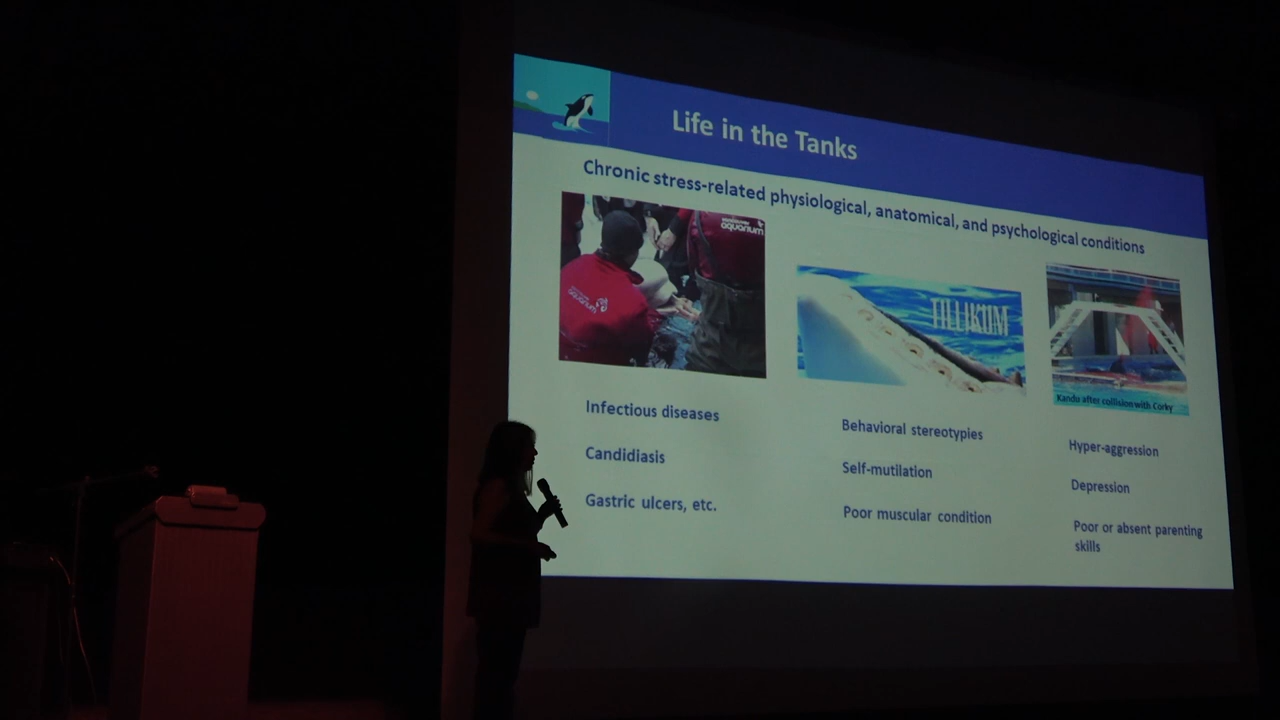 Life in the Tanks
Chronic stress-related physiological, anatomical, and psychological conditions
aquarium
aquarium
TILLIKUM
Kandu after collision with Corky
Infectious diseases
Candidiasis
Gastric ulcers, etc.
Behavioral stereotypies
Self-mutilation
Poor muscular condition
Hyper-aggression
Depression
Poor or absent parenting
skills